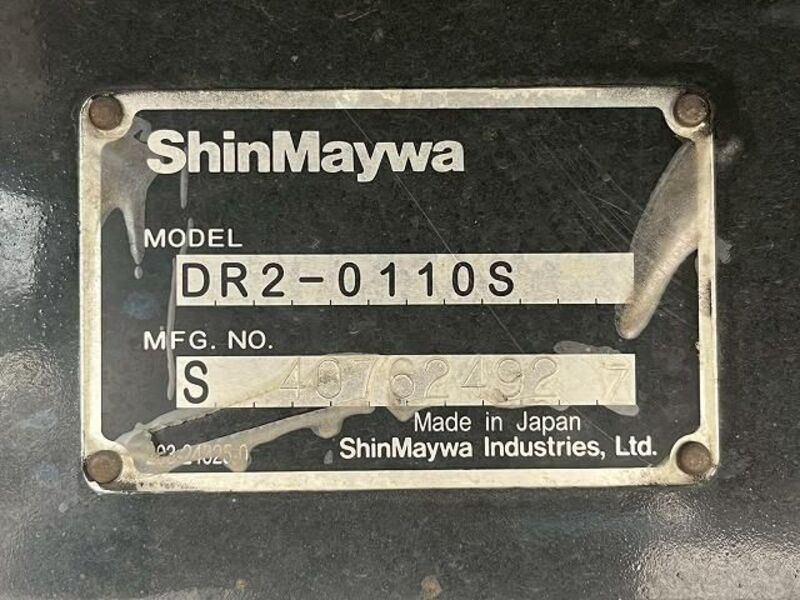 ShinMaywa
MODEL
DR2-0110S
MFG. NO.
S 40762492 7
Made in Japan
ShinMaywa Industries, Ltd.